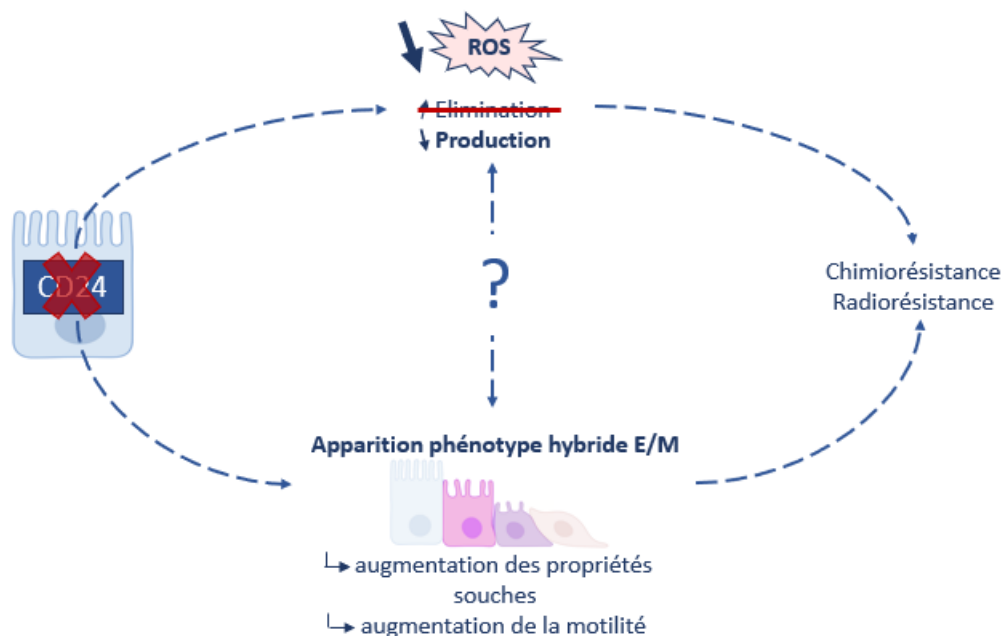 ROS
↗ Elimination
↘ Production
CD24
?
Chimiorésistance
Radiorésistance
Apparition phénotype hybride E/M
augmentation des propriétés
souches
augmentation de la motilité